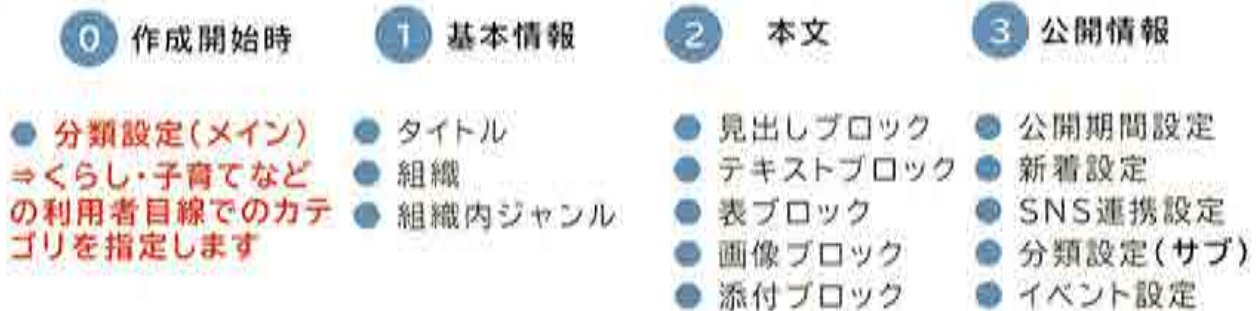 0 作成開始時
● 分類設定(メイン)
⇒くらし・子育てなど
の利用者目線でのカテ
ゴリを指定します
1 基本情報
● タイトル
● 組織
● 組織内ジャンル
2 本文
● 見出しブロック
● テキストブロック
● 表ブロック
● 画像ブロック
● 添付ブロック
3 公開情報
● 公開期間設定
● 新着設定
● SNS連携設定
● 分類設定(サブ)
● イベント設定